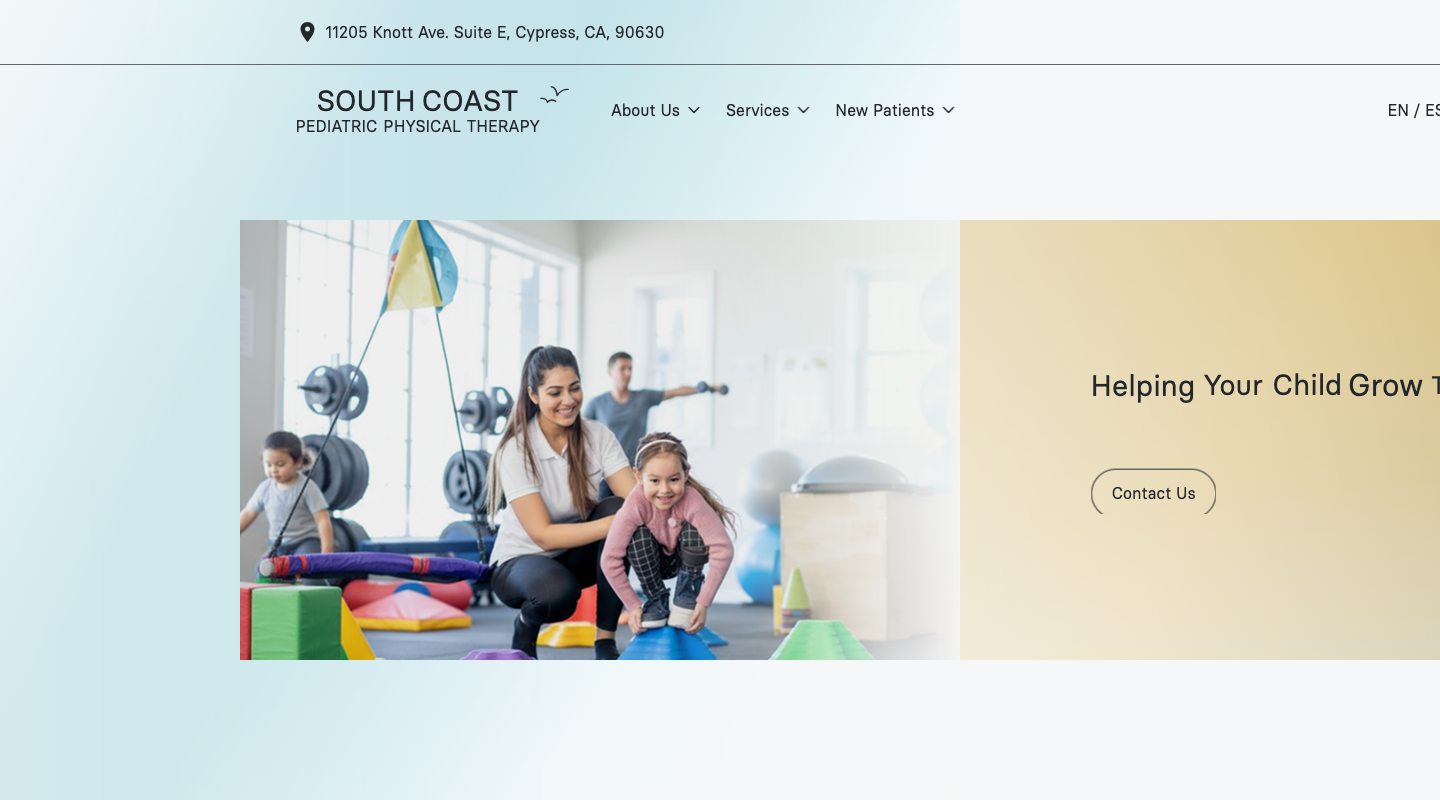 11205 Knott Ave. Suite E, Cypress, CA, 90630
SOUTH COAST
PEDIATRIC PHYSICAL THERAPY
About Us
Services
New Patients
EN / ES
Helping Your Child Grow
Contact Us